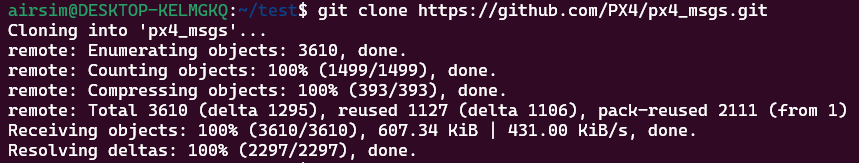 airsim@DESKTOP-KELMGKQ:~/test$ git clone https://github.com/PX4/px4_msgs.git
Cloning into 'px4_msgs'...
remote: Enumerating objects: 3610, done.
remote: Counting objects: 100% (1499/1499), done.
remote: Compressing objects: 100% (393/393), done.
remote: Total 3610 (delta 1295), reused 1127 (delta 1106), pack-reused 2111 (from 1)
Receiving objects: 100% (3610/3610), 607.34 KiB | 431.00 KiB/s, done.
Resolving deltas: 100% (2297/2297), done.